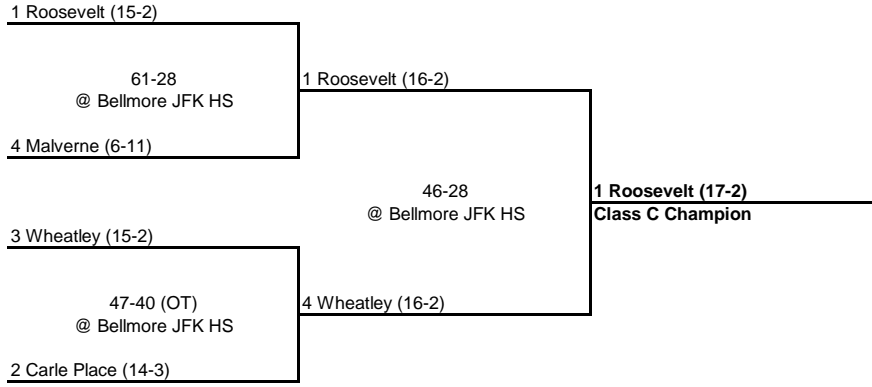 1 Roosevelt (15-2)
61-28
@ Bellmore JFK HS
1 Roosevelt (16-2)
4 Malverne (6-11)
46-28
@ Bellmore JFK HS
1 Roosevelt (17-2)
Class C Champion
3 Wheatley (15-2)
47-40 (OT)
@ Bellmore JFK HS
4 Wheatley (16-2)
2 Carle Place (14-3)